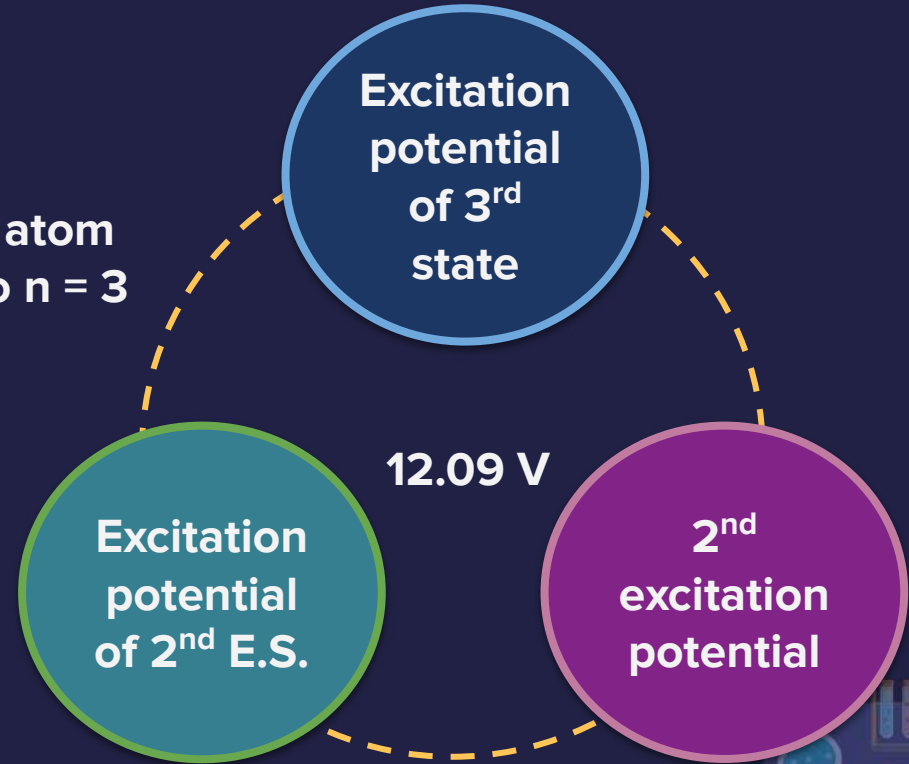 Excitation
potential
of 3rd
state
atom
n = 3
12.09 V
Excitation
potential
of 2nd E.S.
2nd
excitation
potential